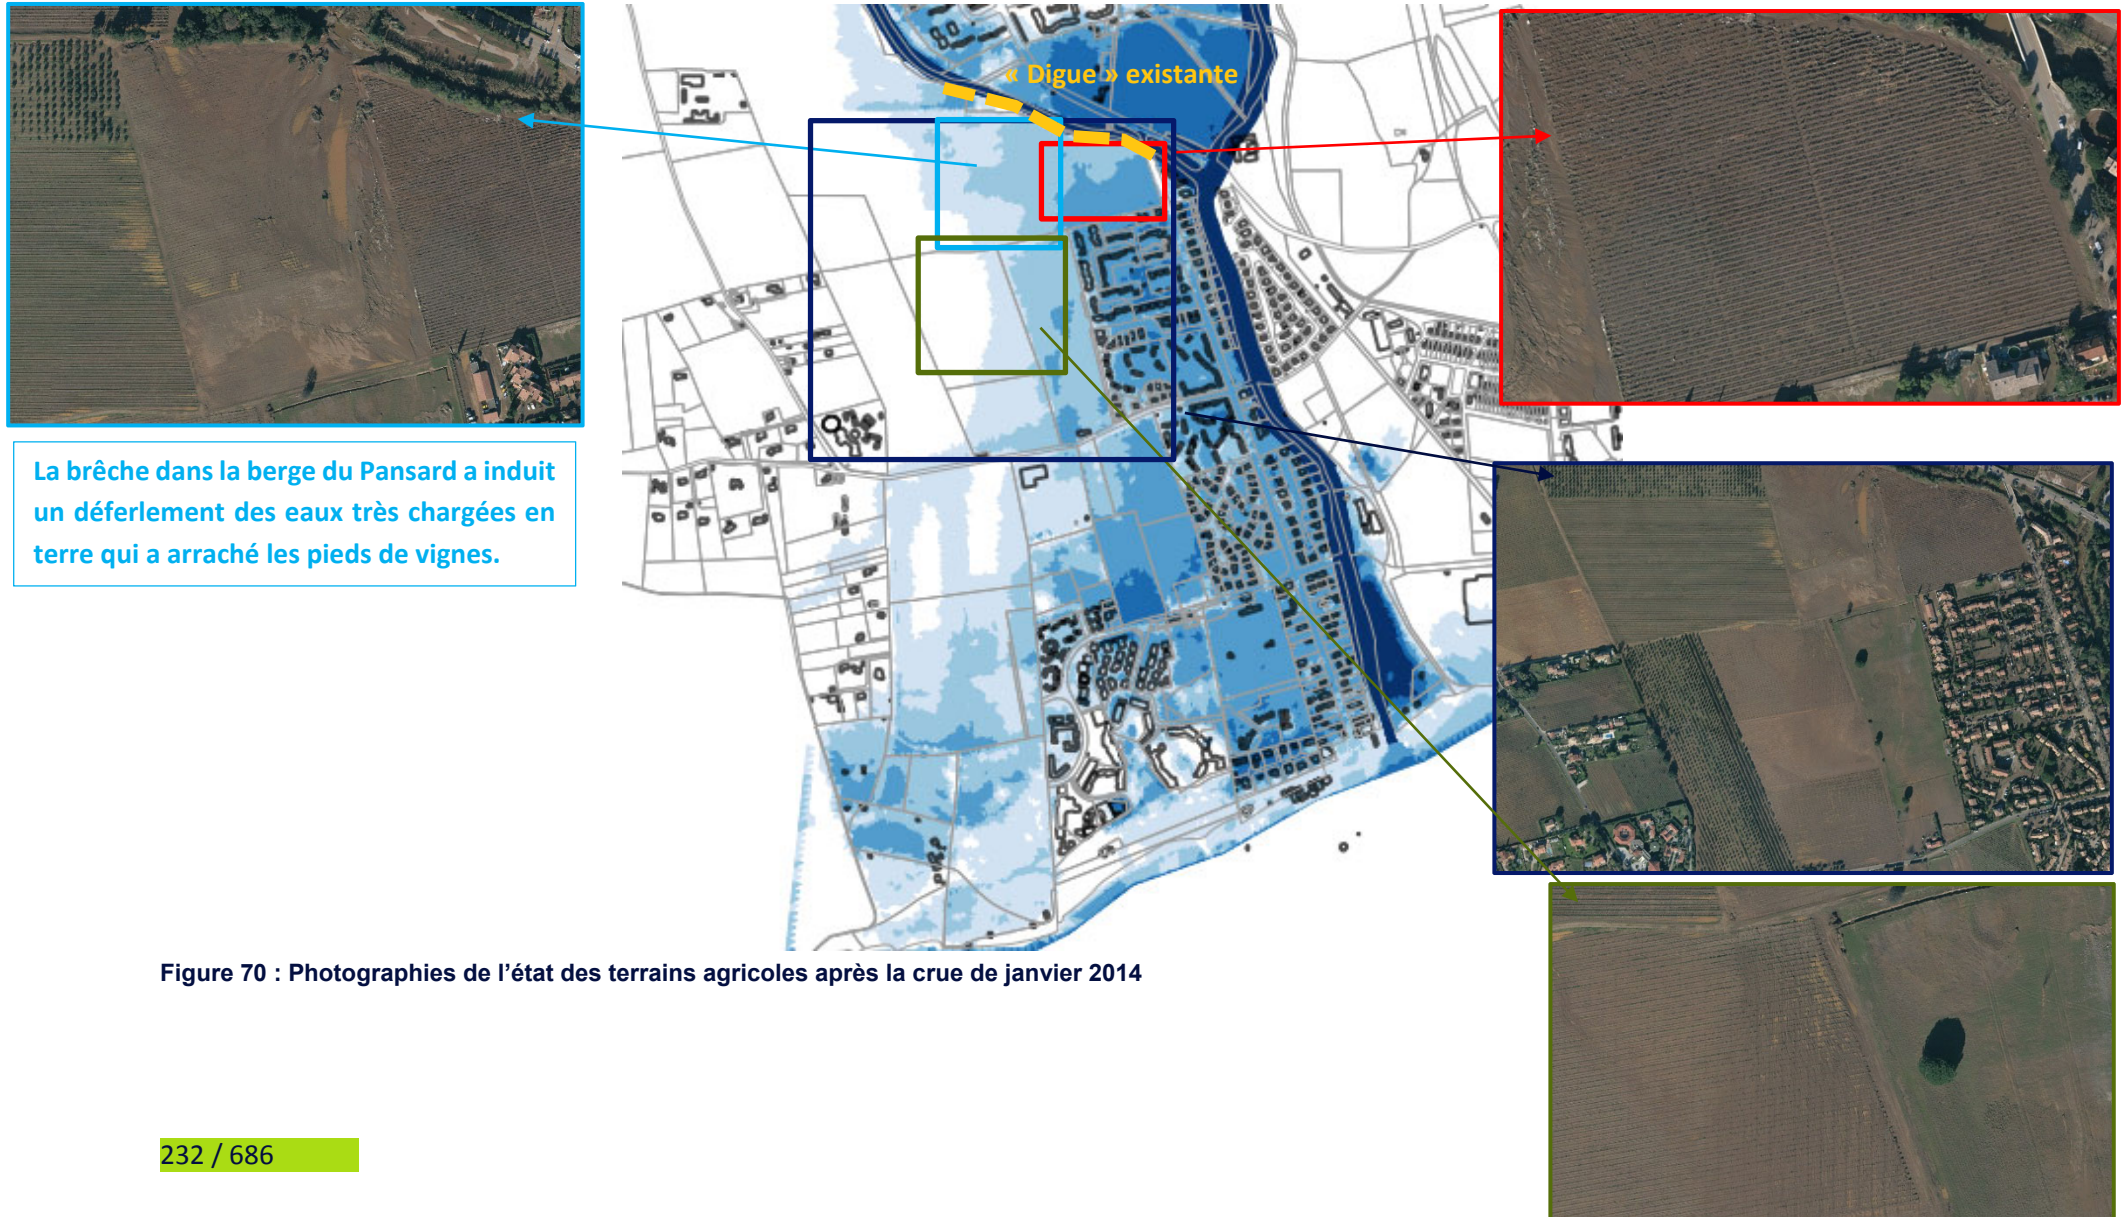 « Digue » existante
La brêche dans la berge du Pansard a induit
un déferlement des eaux très chargées en
terre qui a arraché les pieds de vignes.
Figure 70 : Photographies de l’état des terrains agricoles après la crue de janvier 2014
232 / 686